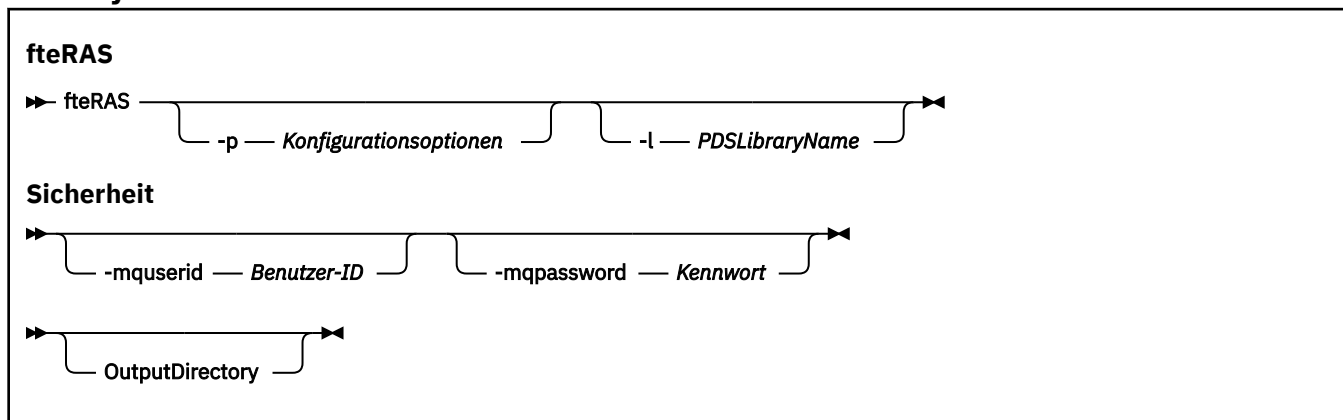 fteRAS
fteRAS
-p Konfigurationsoptionen -l PDSLibraryName
Sicherheit
-mquserid Benutzer-ID -mqpassword Kennwort
OutputDirectory